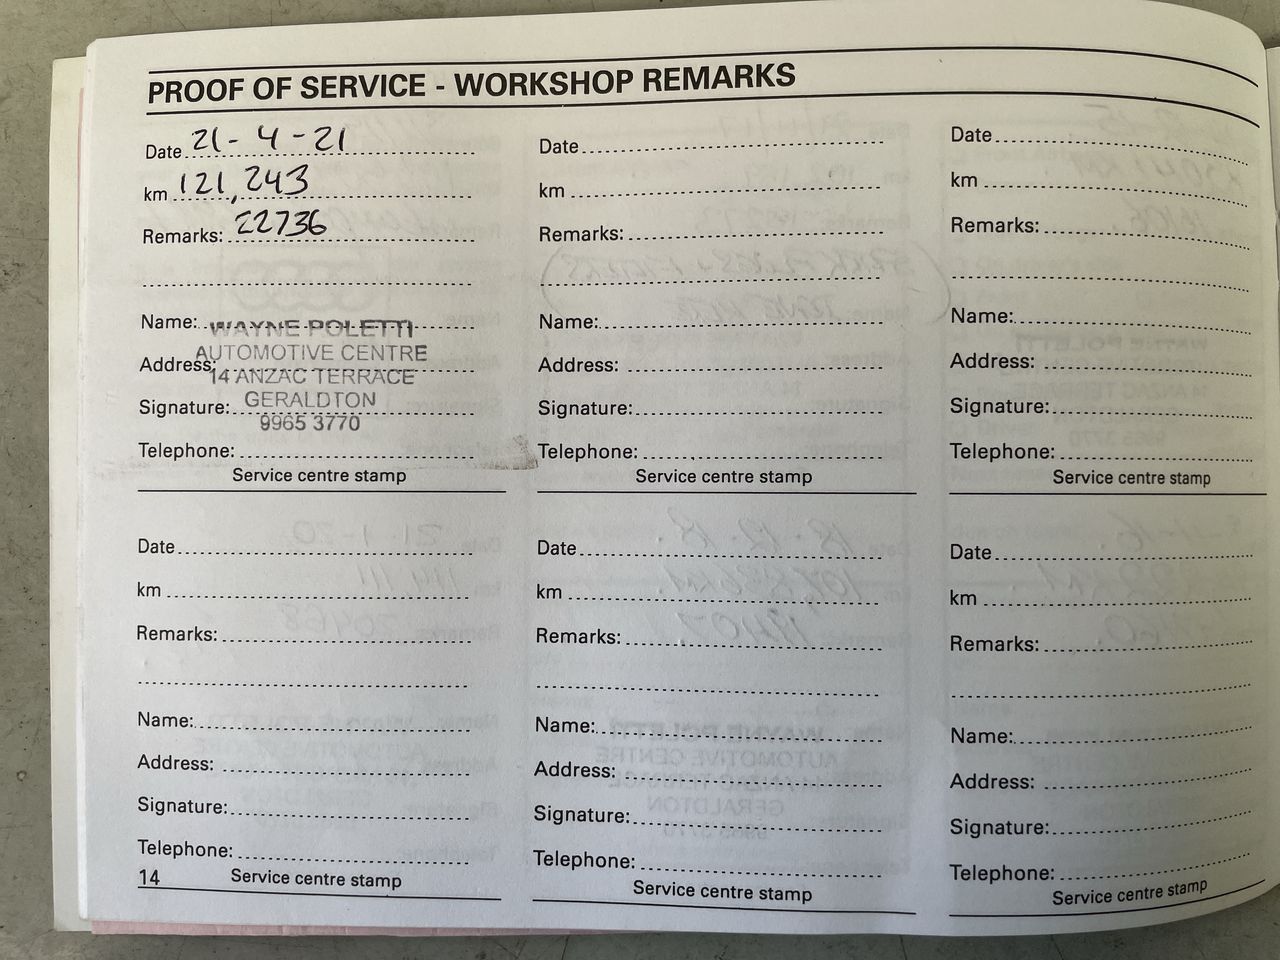 PROOF OF SERVICE - WORKSHOP REMARKS
Date 21-4-21
km 121,243
Remarks: 22736
Name: WAYNE POLETTI
AUTOMOTIVE CENTRE
Address: 14 ANZAC TERRACE
Signature: GERALDTON
9965 3770
Telephone:
Service centre stamp
Date
km
Remarks:
Name:
Address:
Signature:
Telephone:
Service centre stamp
Date
km
Remarks:
Name:
Address:
Signature:
Telephone:
Service centre stamp
Date
km
Remarks:
Name:
Address:
Signature:
Telephone:
Service centre stamp
Date
km
Remarks:
Name:
Address:
Signature:
Telephone:
Service centre stamp
Date
km
Remarks:
Name:
Address:
Signature:
Telephone:
Service centre stamp
14